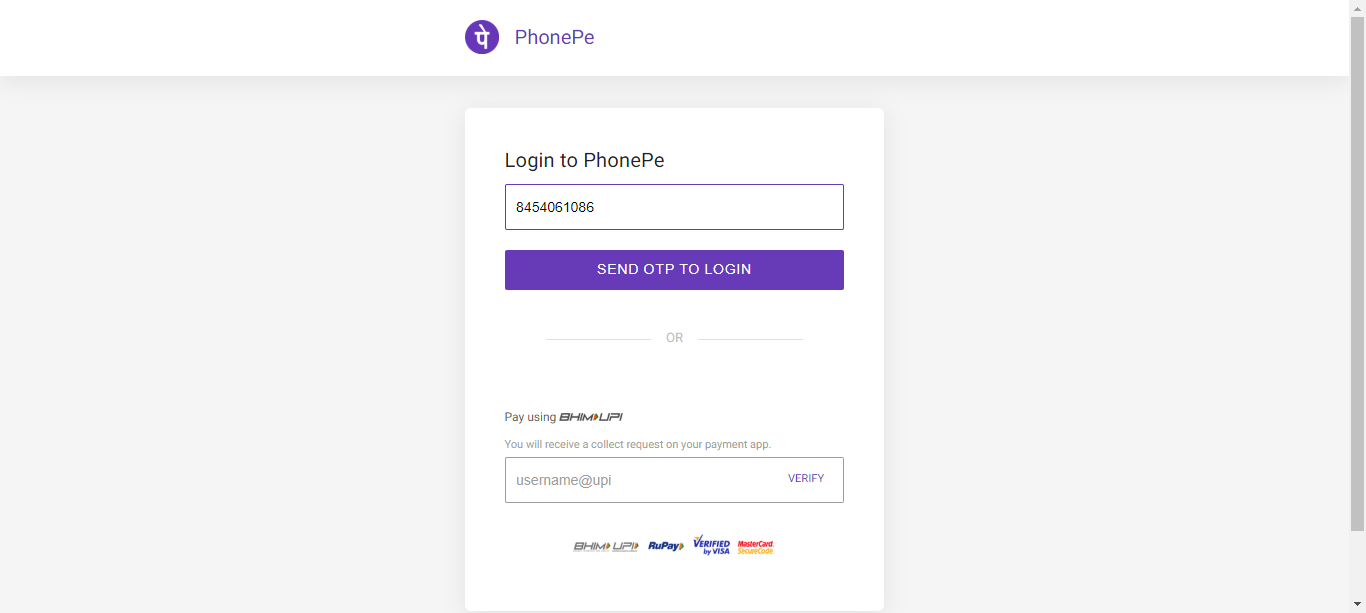 पे PhonePe
Login to PhonePe
8454061086
SEND OTP TO LOGIN
OR
Pay using BHIM UPI
You will receive a collect request on your payment app.
username@upi VERIFY
BHIM UPI RuPay VERIFIED by VISA MasterCard. SecureCode